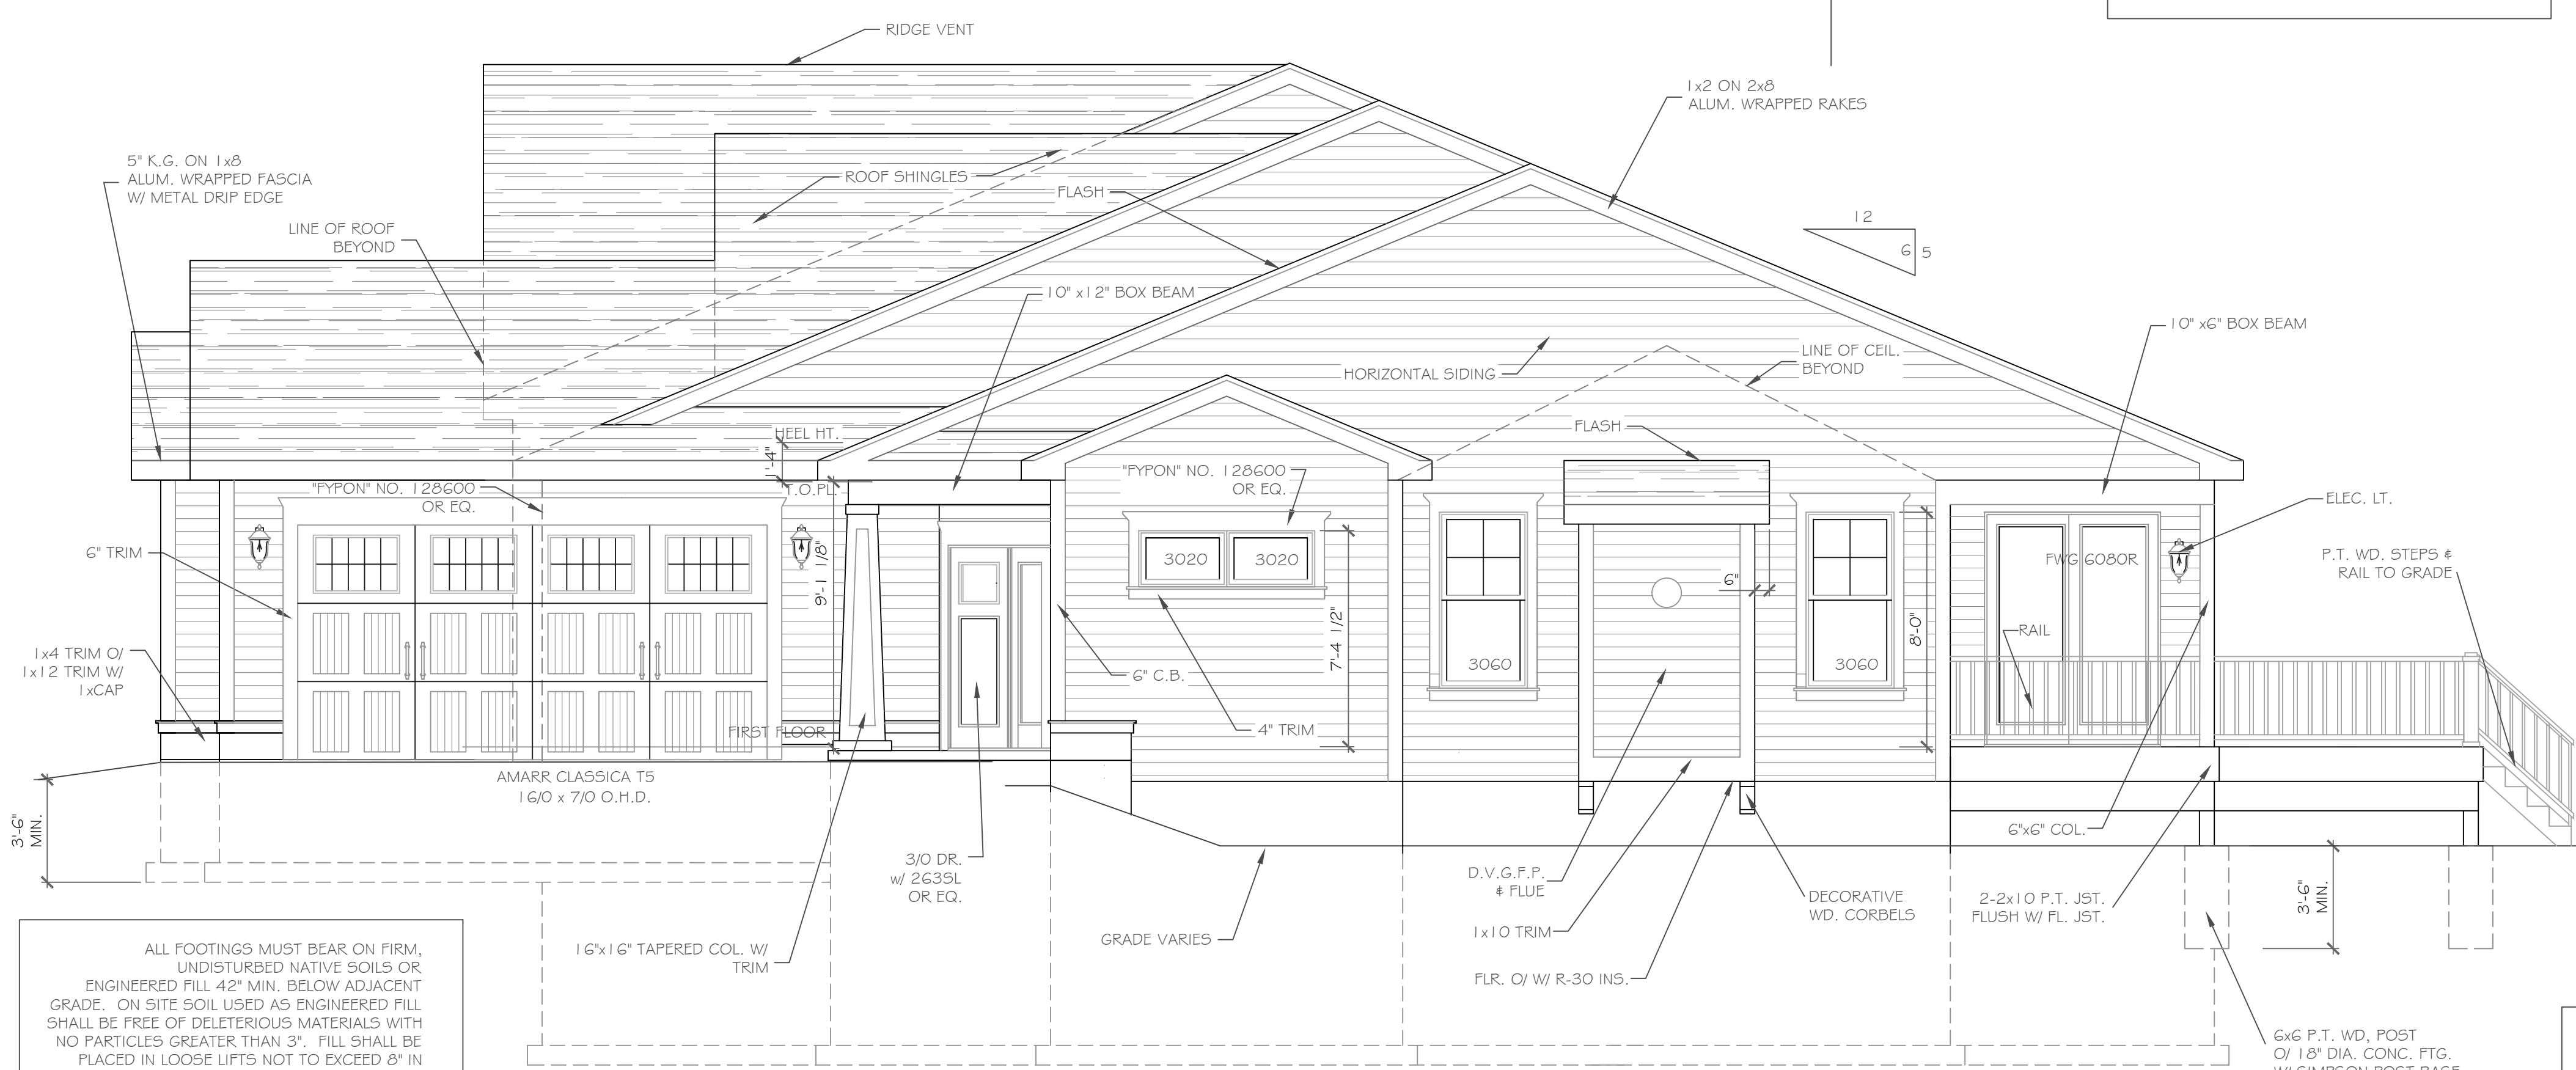 RIDGE VENT
1x2 ON 2x8
ALUM. WRAPPED RAKES
5" K.G. ON 1x8
ALUM. WRAPPED FASCIA
W/ METAL DRIP EDGE
ROOF SHINGLES
FLASH
LINE OF ROOF
BEYOND
12
6
5
10" x12" BOX BEAM
10" x6" BOX BEAM
LINE OF CEIL.
BEYOND
HORIZONTAL SIDING
FLASH
HEEL HT.
1'-4"
T.O.PL.
"FYPON" NO. 128600
OR EQ.
"FYPON" NO. 128600
OR EQ.
ELEC. LT.
6" TRIM
9'-1 1/8"
3020
3020
6"
FWG 6080R
P.T. WD. STEPS &
RAIL TO GRADE
7'-4 1/2"
8'-0"
RAIL
1x4 TRIM O/
1x12 TRIM W/
1xCAP
3060
3060
6" C.B.
FIRST FLOOR
4" TRIM
AMARR CLASSICA T5
16/0 x 7/0 O.H.D.
3'-6"
MIN.
6"x6" COL.
3/0 DR.
w/ 263SL
OR EQ.
D.V.G.F.P.
& FLUE
DECORATIVE
WD. CORBELS
2-2x10 P.T. JST.
FLUSH W/ FL. JST.
3'-6"
MIN.
1x10 TRIM
GRADE VARIES
16"x16" TAPERED COL. W/
TRIM
FLR. O/ W/ R-30 INS.
ALL FOOTINGS MUST BEAR ON FIRM,
UNDISTURBED NATIVE SOILS OR
ENGINEERED FILL 42" MIN. BELOW ADJACENT
GRADE. ON SITE SOIL USED AS ENGINEERED FILL
SHALL BE FREE OF DELETERIOUS MATERIALS WITH
NO PARTICLES GREATER THAN 3". FILL SHALL BE
PLACED IN LOOSE LIFTS NOT TO EXCEED 8" IN
6x6 P.T. WD, POST
O/ 18" DIA. CONC. FTG.
W/ SIMPSON POST BASE